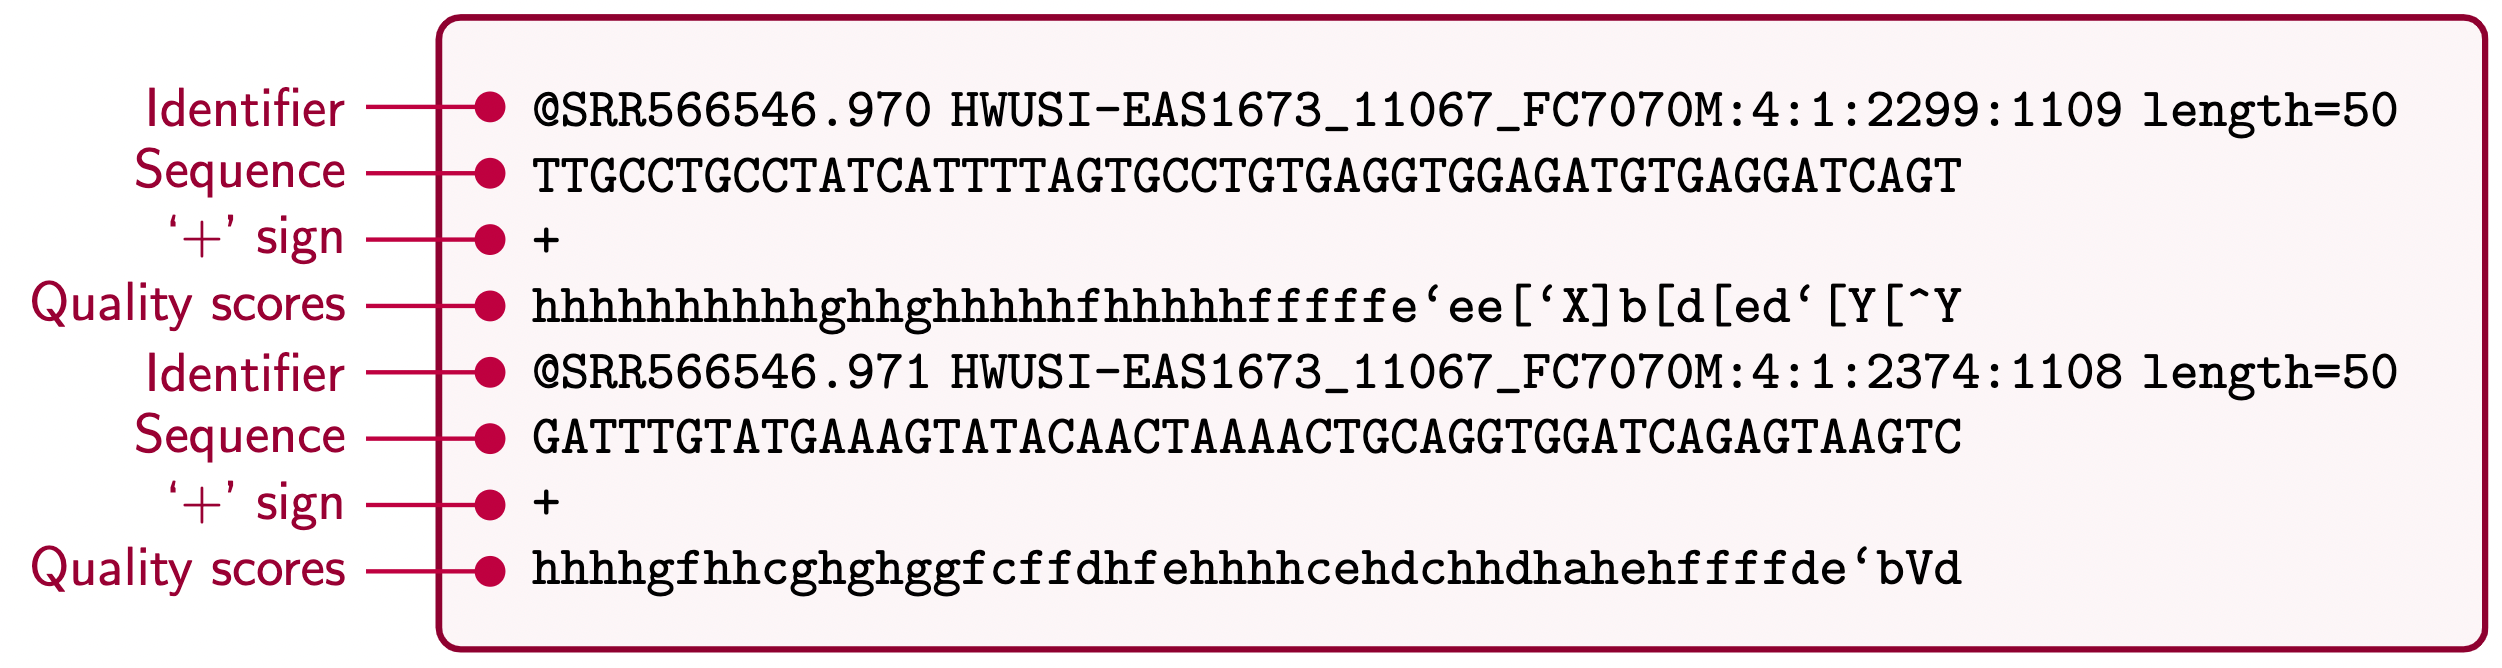 Identifier @SRR566546.970 HWUSI-EAS1673_11067_FC7070M:4:1:2299:1109 length=50
Sequence TTGCCTGCCTATCATTTTAGTGCCTGTGAGGTGGAGATGTGAGGATCAGT
‘+’ sign +
Quality scores hhhhhhhhhhghhghhhhhfhhhhhfffffe‘ee[‘X]b[d[ed‘[Y[^Y
Identifier @SRR566546.971 HWUSI-EAS1673_11067_FC7070M:4:1:2374:1108 length=50
Sequence GATTTGTATGAAAGTATACAACTAAAACTGCAGGTGGATCAGAGTAAGTC
‘+’ sign +
Quality scores hhhhgfhhcghghggfcffdhfehhhhcehdchhdhahehffffde‘bVd